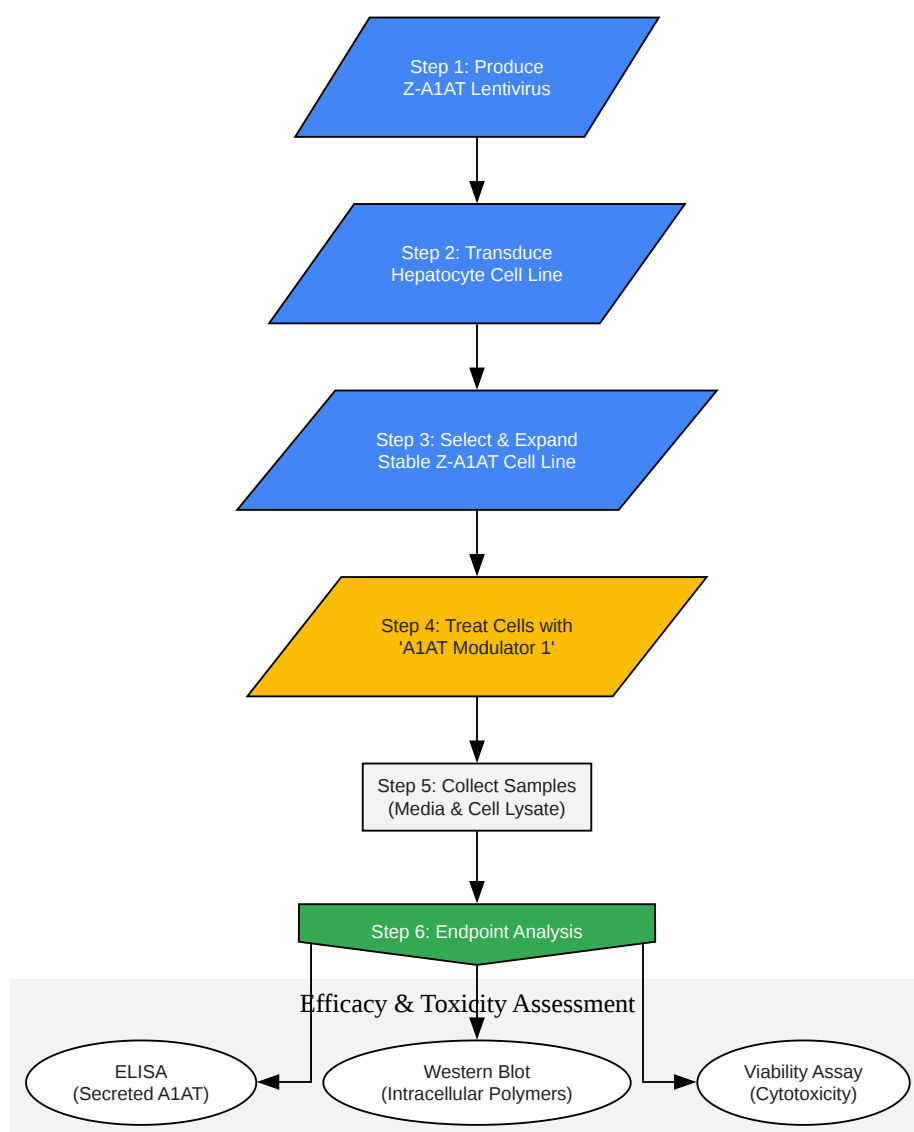 Step 1: Produce
Z-A1AT Lentivirus
Step 2: Transduce
Hepatocyte Cell Line
Step 3: Select & Expand
Stable Z-A1AT Cell Line
Step 4: Treat Cells with
'A1AT Modulator 1'
Step 5: Collect Samples
(Media & Cell Lysate)
Step 6: Endpoint Analysis
Efficacy & Toxicity Assessment
ELISA
(Secreted A1AT)
Western Blot
(Intracellular Polymers)
Viability Assay
(Cytotoxicity)